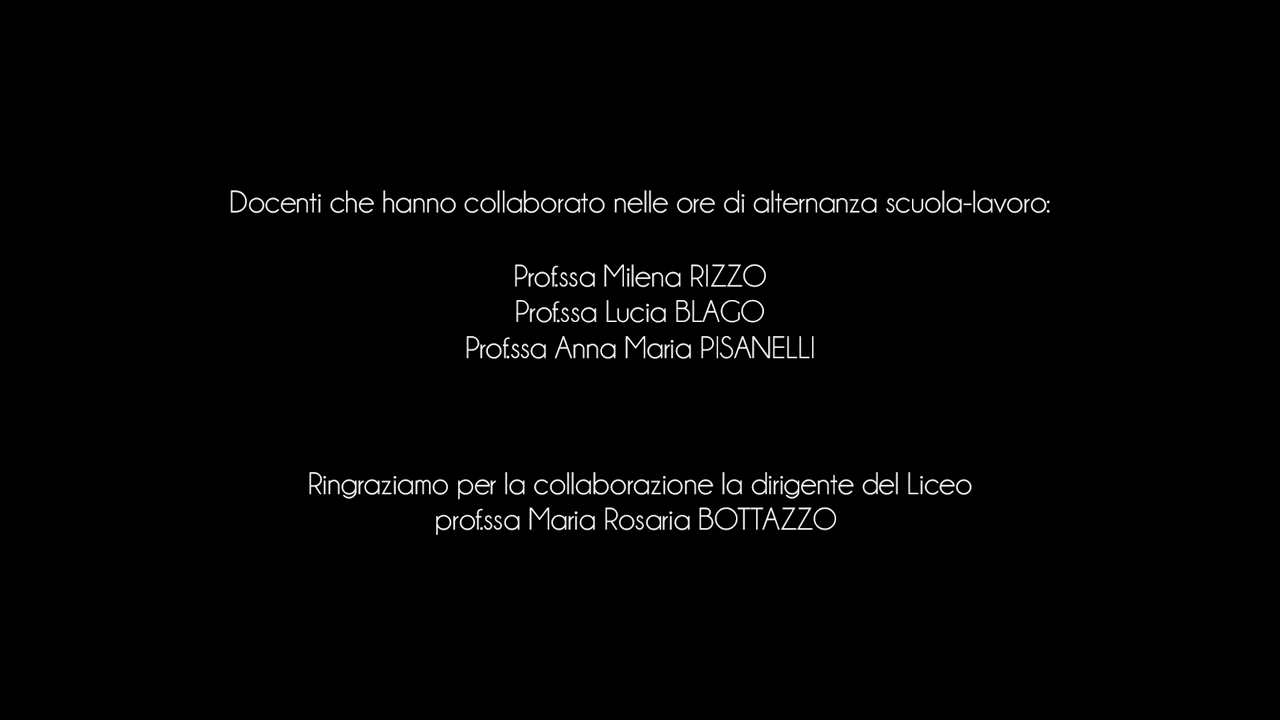 Docenti che hanno collaborato nelle ore di alternanza scuola-lavoro:
Prof.ssa Milena RIZZO
Prof.ssa Lucia BLAGO
Prof.ssa Anna Maria PISANELLI
Ringraziamo per la collaborazione la dirigente del Liceo
prof.ssa Maria Rosaria BOTTAZZO